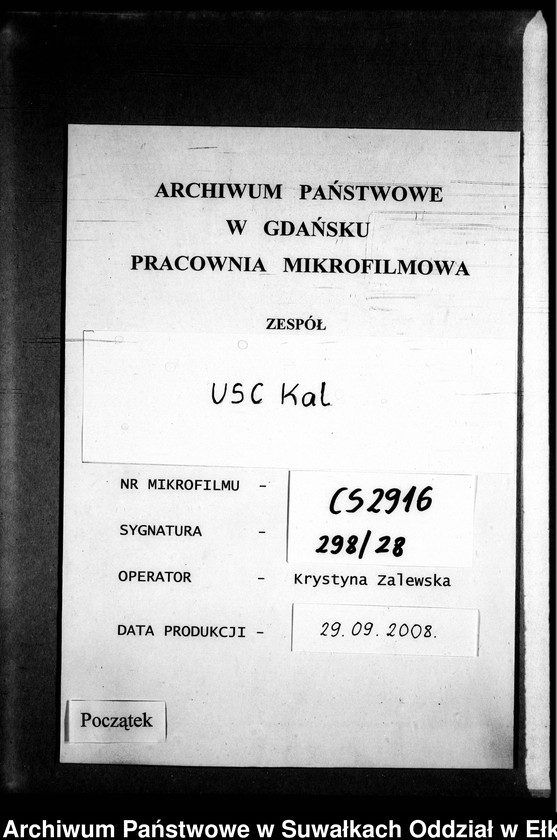 ARCHIWUM PAŃSTWOWE
W GDAŃSKU
PRACOWNIA MIKROFILMOWA
ZESPÓŁ
USC Kal
NR MIKROFILMU - CS2916
SYGNATURA - 298/28
OPERATOR - Krystyna Zalewska
DATA PRODUKCJI - 29.09.2008.
Początek
Archiwum Państwowe w Suwałkach Oddział w Ełk